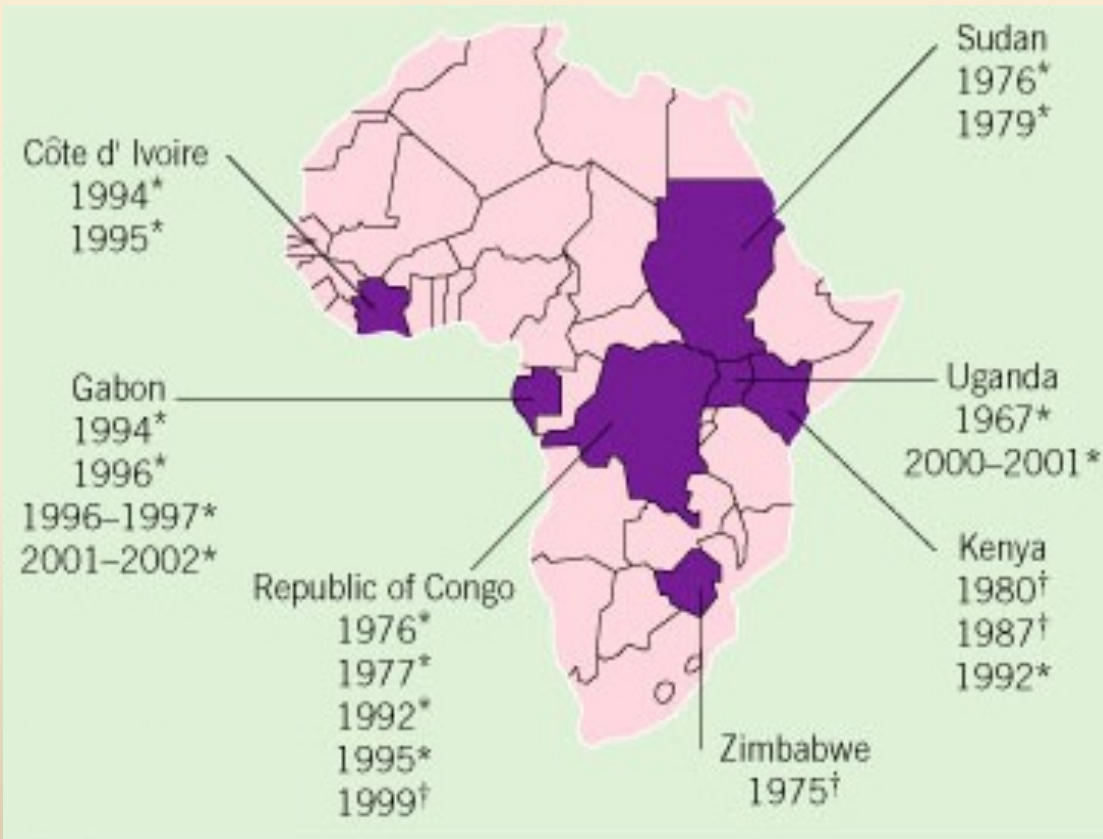 Sudan
1976*
1979*
Côte d' Ivoire
1994*
1995*
Gabon
1994*
1996*
1996–1997*
2001–2002*
Uganda
1967*
2000–2001*
Republic of Congo
1976*
1977*
1992*
1995*
1999†
Kenya
1980†
1987†
1992*
Zimbabwe
1975†